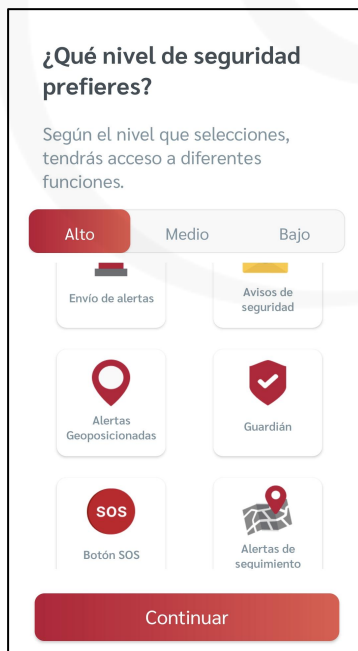 ¿Qué nivel de seguridad
prefieres?
Según el nivel que selecciones,
tendrás acceso a diferentes
funciones.
Alto Medio Bajo
Envío de alertas
Avisos de
seguridad
Alertas
Geoposicionadas
Guardián
SOS
Botón SOS
Alertas de
seguimiento
Continuar